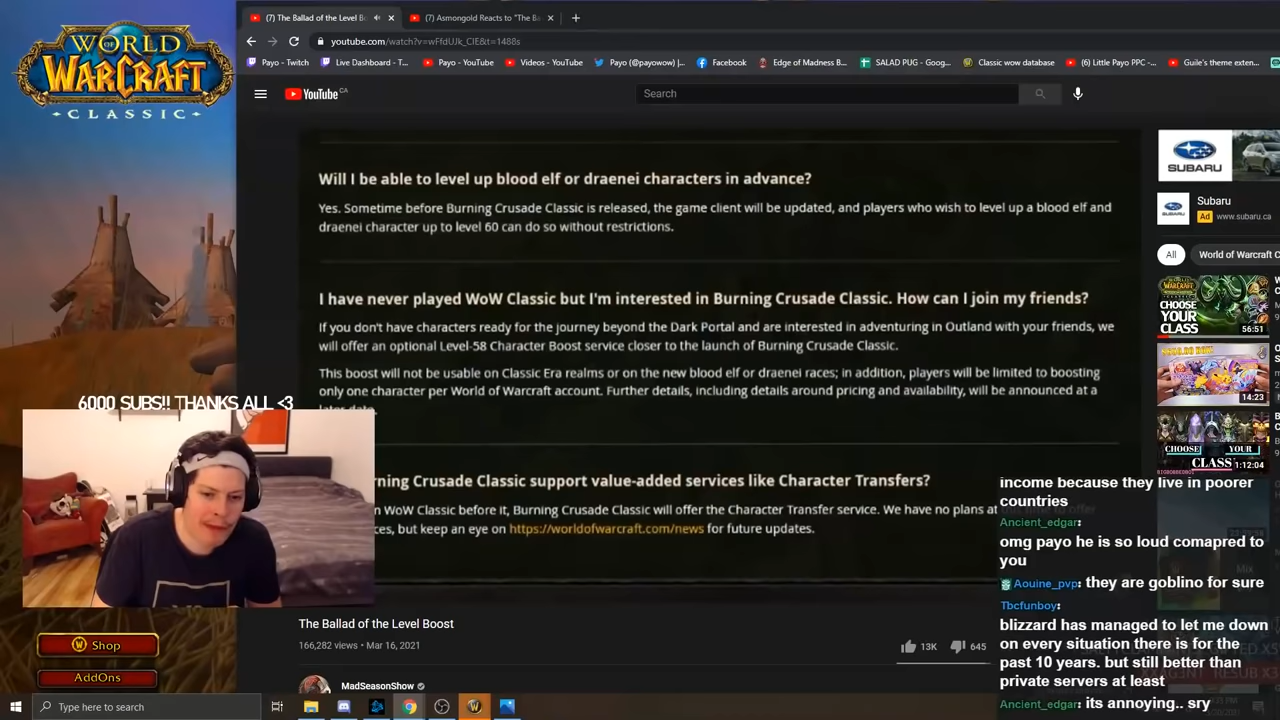 WORLD OF WARCRAFT
CLASSIC
(7) The Ballad of the Level Bo
(7) Asmongold Reacts to "The Ba
youtube.com/watch?v=wFfdUJk_CIE&t=1488s
Payo - Twitch
Live Dashboard - T...
Payo - YouTube
Videos - YouTube
Payo (@payowow) |...
Facebook
Edge of Madness B...
SALAD PUG - Goog...
Classic wow database
(6) Little Payo PPC -...
Guile's theme exten...
YouTube CA
Search
Will I be able to level up blood elf or draenei characters in advance?
Yes. Sometime before Burning Crusade Classic is released, the game client will be updated, and players who wish to level up a blood elf and
draenei character up to level 60 can do so without restrictions.
I have never played WoW Classic but I'm interested in Burning Crusade Classic. How can I join my friends?
If you don't have characters ready for the journey beyond the Dark Portal and are interested in adventuring in Outland with your friends, we
will offer an optional Level-58 Character Boost service closer to the launch of Burning Crusade Classic.
This boost will not be usable on Classic Era realms or on the new blood elf or draenei races; in addition, players will be limited to boosting
only one character per World of Warcraft account. Further details, including details around pricing and availability, will be announced at a
later date.
rning Crusade Classic support value-added services like Character Transfers?
n WoW Classic before it, Burning Crusade Classic will offer the Character Transfer service. We have no plans at
ces, but keep an eye on https://worldofwarcraft.com/news for future updates.
6000 SUBS!! THANKS ALL <3
The Ballad of the Level Boost
166,282 views • Mar 16, 2021
13K
645
MadSeasonShow
SUBARU
Subaru
Ad www.subaru.ca
All
World of Warcraft C
CHOOSE
YOUR
CLASS
56:51
14:23
CHOOSE YOUR
CLASS
1:12:04
income because they live in poorer
countries
Ancient_edgar:
omg payo he is so loud comapred to
you
Aouine_pvp: they are goblino for sure
Tbcfunboy:
blizzard has managed to let me down
on every situation there is for the
past 10 years. but still better than
private servers at least
Ancient_edgar: its annoying.. sry
Shop
AddOns
Type here to search